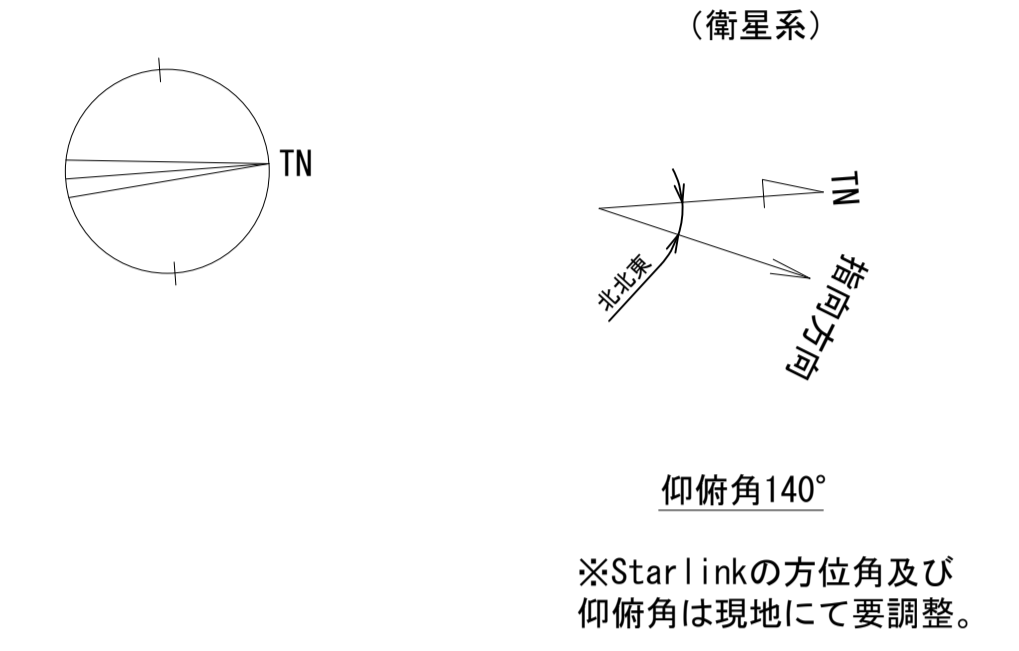 (衛星系)
TN
TN
北北東
指向方向
仰俯角140°
※Starlinkの方位角及び
仰俯角は現地にて要調整。